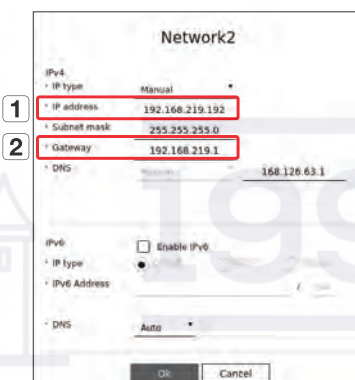 Network2
IPv4
IP type Manual
1 IP address 192.168.219.192
Subnet mask 255.255.255.0
2 Gateway 192.168.219.1
DNS 168.126.63.1
IPv6 Enable IPv6
IP type
IPv6 Address /
DNS Auto
Ok Cancel
199